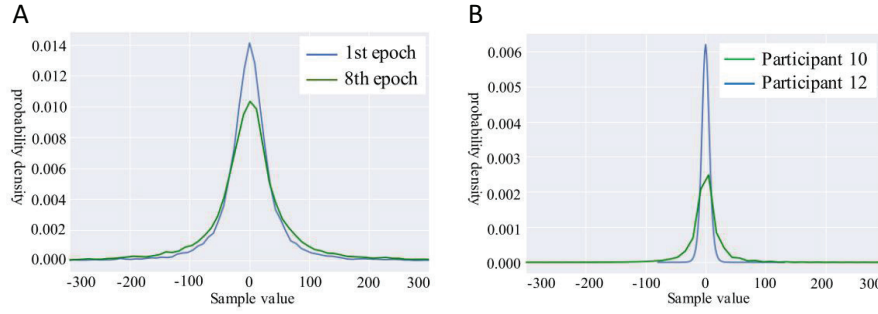 A
0.014
0.012
0.010
0.008
0.006
0.004
0.002
0.000
probability density
1st epoch
8th epoch
-300
-200
-100
0
100
200
300
Sample value
B
0.006
0.005
0.004
0.003
0.002
0.001
0.000
probability density
Participant 10
Participant 12
-300
-200
-100
0
100
200
300
Sample value